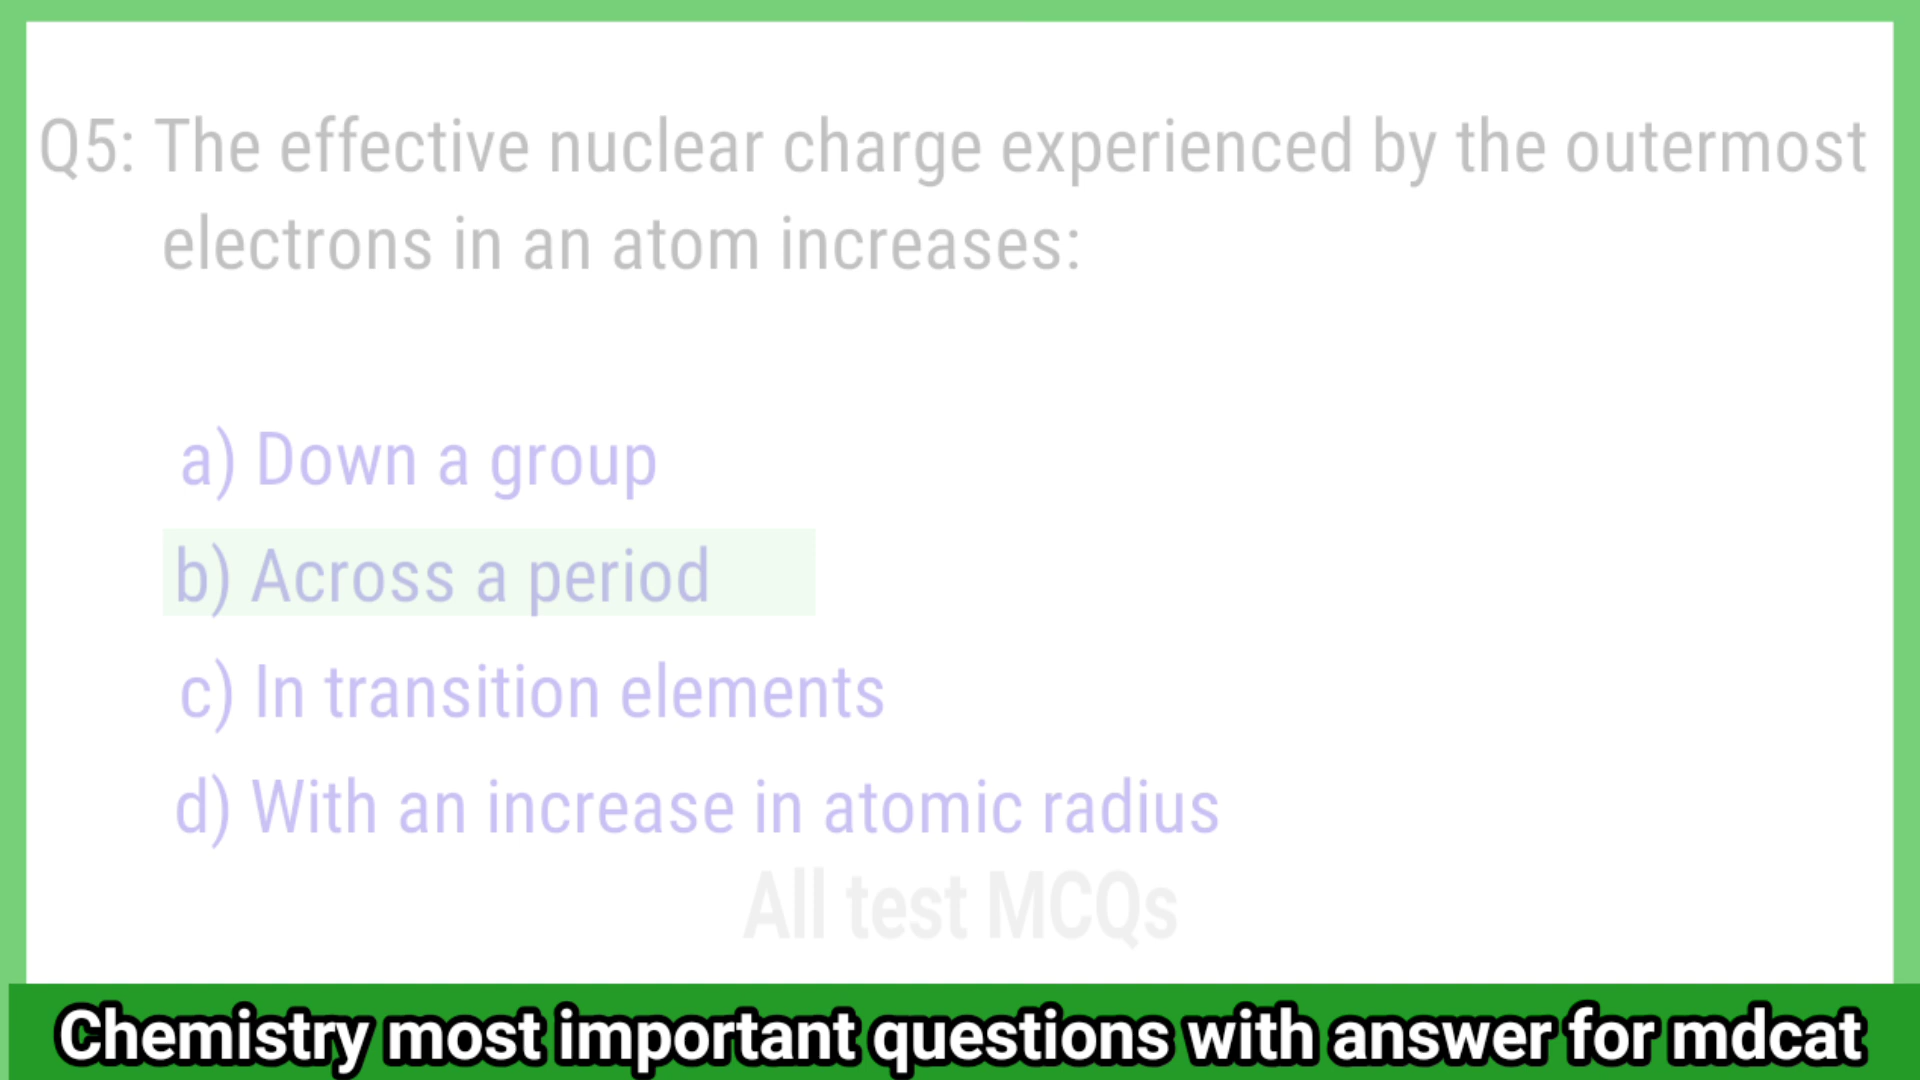 Q5: The effective nuclear charge experienced by the outermost
electrons in an atom increases:
a) Down a group
b) Across a period
c) In transition elements
d) With an increase in atomic radius
All test MCQs
Chemistry most important questions with answer for mdcat